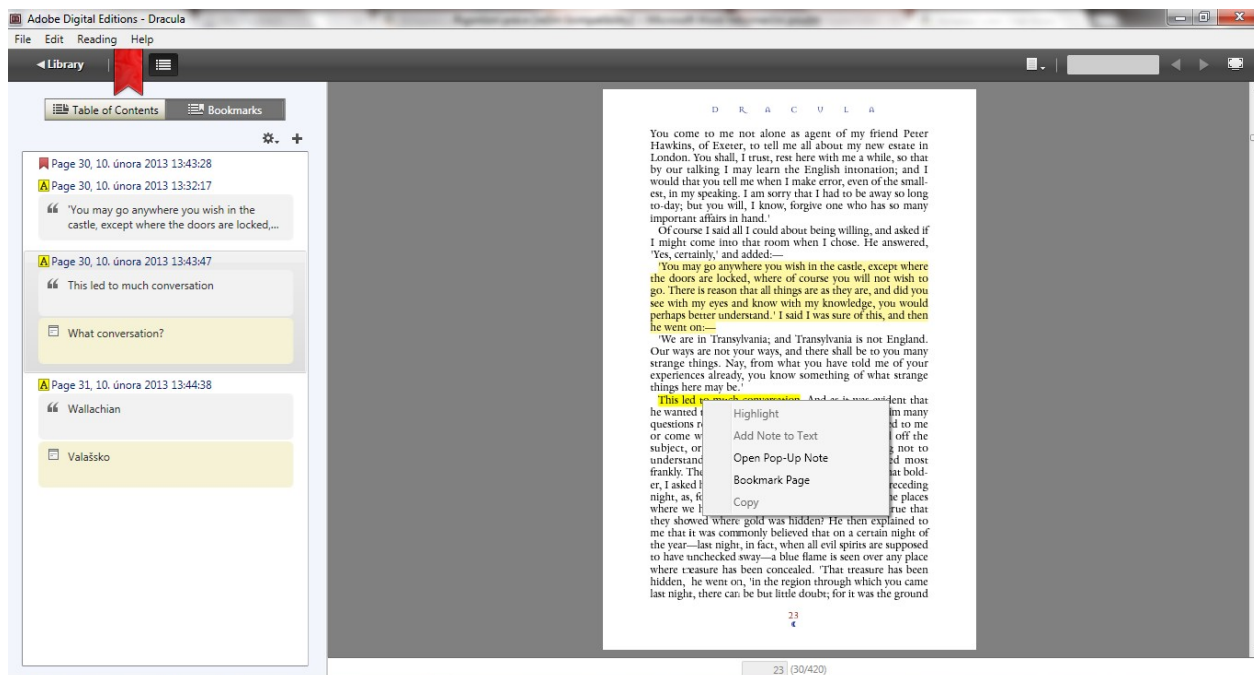 Adobe Digital Editions - Dracula
File Edit Reading Help
Library
Table of Contents Bookmarks
Page 30, 10. února 2013 13:43:28
A Page 30, 10. února 2013 13:32:17
“ 'You may go anywhere you wish in the
castle, except where the doors are locked,...
A Page 30, 10. února 2013 13:43:47
“ This led to much conversation
What conversation?
A Page 31, 10. února 2013 13:44:38
“ Wallachian
Valašsko
DRACULA
You come to me not alone as agent of my friend Peter
Hawkins, of Exeter, to tell me all about my new estate in
London. You shall, I trust, rest here with me a while, so that
by our talking I may learn the English intonation; and I
would that you tell me when I make error, even of the small-
est, in my speaking. I am sorry that I had to be away so long
to-day; but you will, I know, forgive one who has so many
important affairs in hand.'
Of course I said all I could about being willing, and asked if
I might come into that room when I chose. He answered,
'Yes, certainly,' and added:—
'You may go anywhere you wish in the castle, except where
the doors are locked, where of course you will not wish to
go. There is reason that all things are as they are, and did you
see with my eyes and know with my knowledge, you would
perhaps better understand.' I said I was sure of this, and then
he went on:—
'We are in Transylvania; and Transylvania is not England.
Our ways are not your ways, and there shall be to you many
strange things. Nay, from what you have told me of your
experiences already, you know something of what strange
things here may be.'
This led to much conversation. And as it was evident that
he wanted
questions
or come
subject, or
understand
frankly.
er, I asked
night, as,
where we
many
to me
off the
not to
most
bold-
preceding
places
true that
Highlight
Add Note to Text
Open Pop-Up Note
Bookmark Page
Copy
they showed where gold was hidden? He then explained to
me that it was commonly believed that on a certain night of
the year—last night, in fact, when all evil spirits are supposed
to have unchecked sway—a blue flame is seen over any place
where treasure has been concealed. 'That treasure has been
hidden, he went on, 'in the region through which you came
last night, there can be but little doubt; for it was the ground
23
23 (30/420)